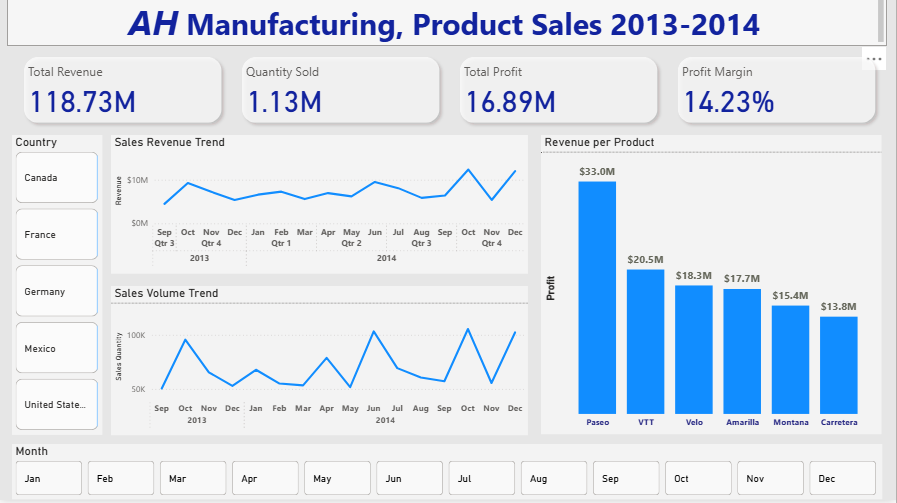 AH Manufacturing, Product Sales 2013-2014
...
Total Revenue
118.73M
Quantity Sold
1.13M
Total Profit
16.89M
Profit Margin
14.23%
Country
Canada
France
Germany
Mexico
United State...
Sales Revenue Trend
Revenue
$10M
$0M
Sep Oct Nov Dec Jan Feb Mar Apr May Jun Jul Aug Sep Oct Nov Dec
Qtr 3 Qtr 4 Qtr 1 Qtr 2 Qtr 3 Qtr 4
2013 2014
Sales Volume Trend
Sales Quantity
100K
50K
Sep Oct Nov Dec Jan Feb Mar Apr May Jun Jul Aug Sep Oct Nov Dec
2013 2014
Revenue per Product
Profit
$33.0M
$20.5M
$18.3M
$17.7M
$15.4M
$13.8M
Paseo VTT Velo Amarilla Montana Carretera
Month
Jan Feb Mar Apr May Jun Jul Aug Sep Oct Nov Dec